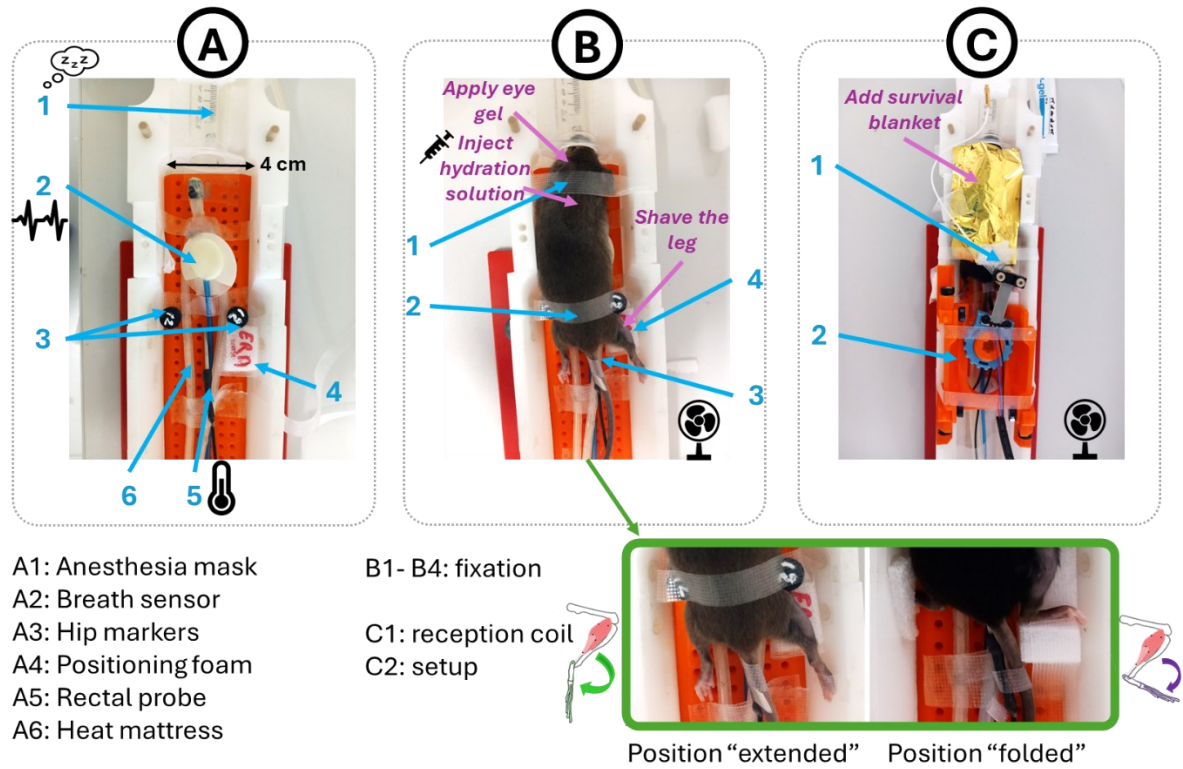 A
B
C
z z z
1
4 cm
2
3
4
6
5
ERA
Apply eye
gel
Inject
hydration
solution
Shave the
leg
1
4
2
3
Add survival
blanket
1
2
A1: Anesthesia mask
A2: Breath sensor
A3: Hip markers
A4: Positioning foam
A5: Rectal probe
A6: Heat mattress
B1- B4: fixation
C1: reception coil
C2: setup
Position “extended”
Position “folded”